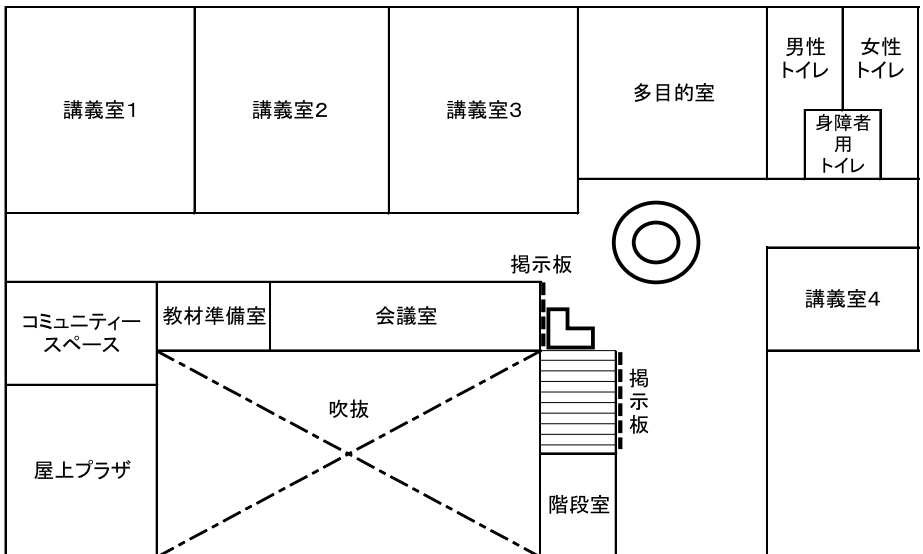 講義室1
講義室2
講義室3
多目的室
男性
トイレ
女性
トイレ
身障者
用
トイレ
掲示板
講義室4
コミュニティー
スペース
教材準備室
会議室
掲示板
吹抜
屋上プラザ
階段室